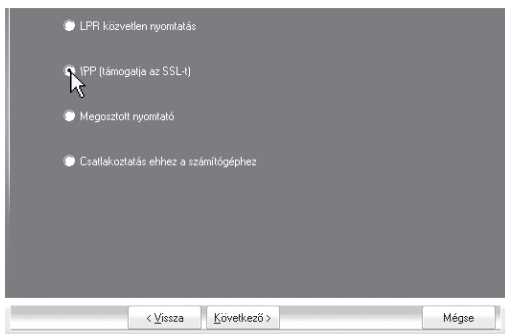 LPR közvetlen nyomtatás
IPP (támogatja az SSL-t)
Megosztott nyomtató
Csatlakoztatás ehhez a számítógéphez
< Vissza Következő > Mégse